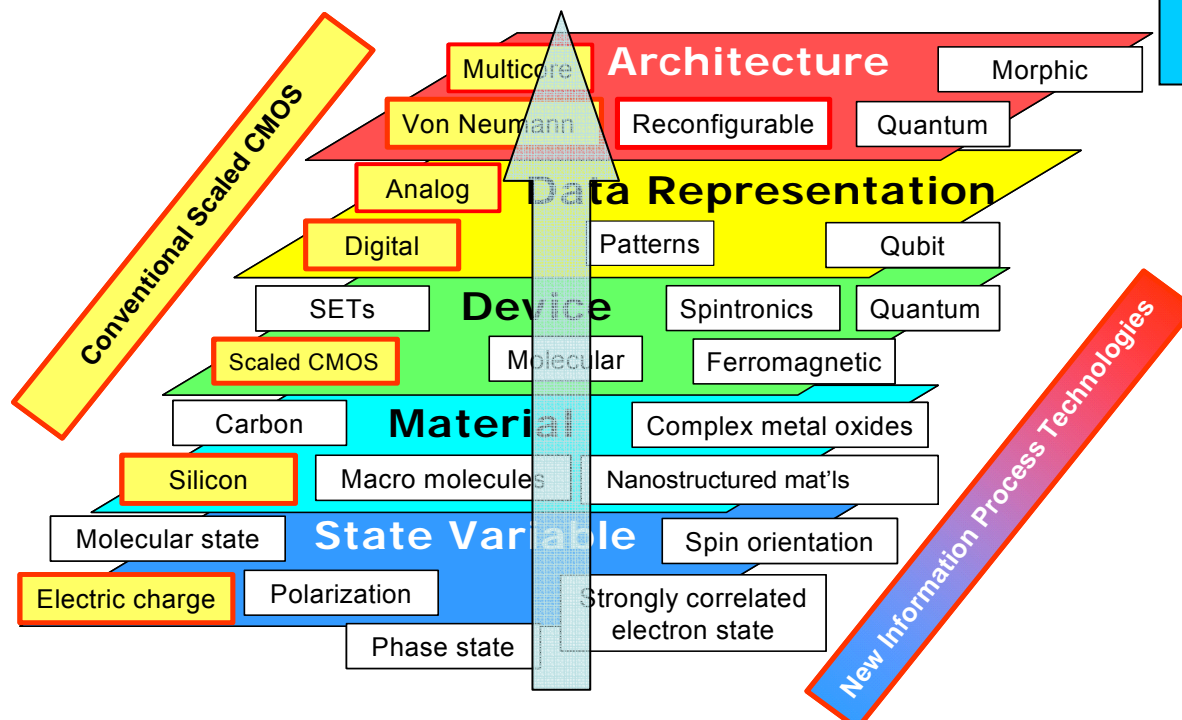 Conventional Scaled CMOS
Architecture
Multicore
Morphic
Von Neumann
Reconfigurable
Quantum
Analog
Data Representation
Digital
Patterns
Qubit
SETs
Device
Spintronics
Quantum
Scaled CMOS
Molecular
Ferromagnetic
Carbon
Material
Complex metal oxides
Silicon
Macro molecules
Nanostructured mat'ls
Molecular state
State Variable
Spin orientation
Electric charge
Polarization
Strongly correlated
electron state
Phase state
New Information Process Technologies